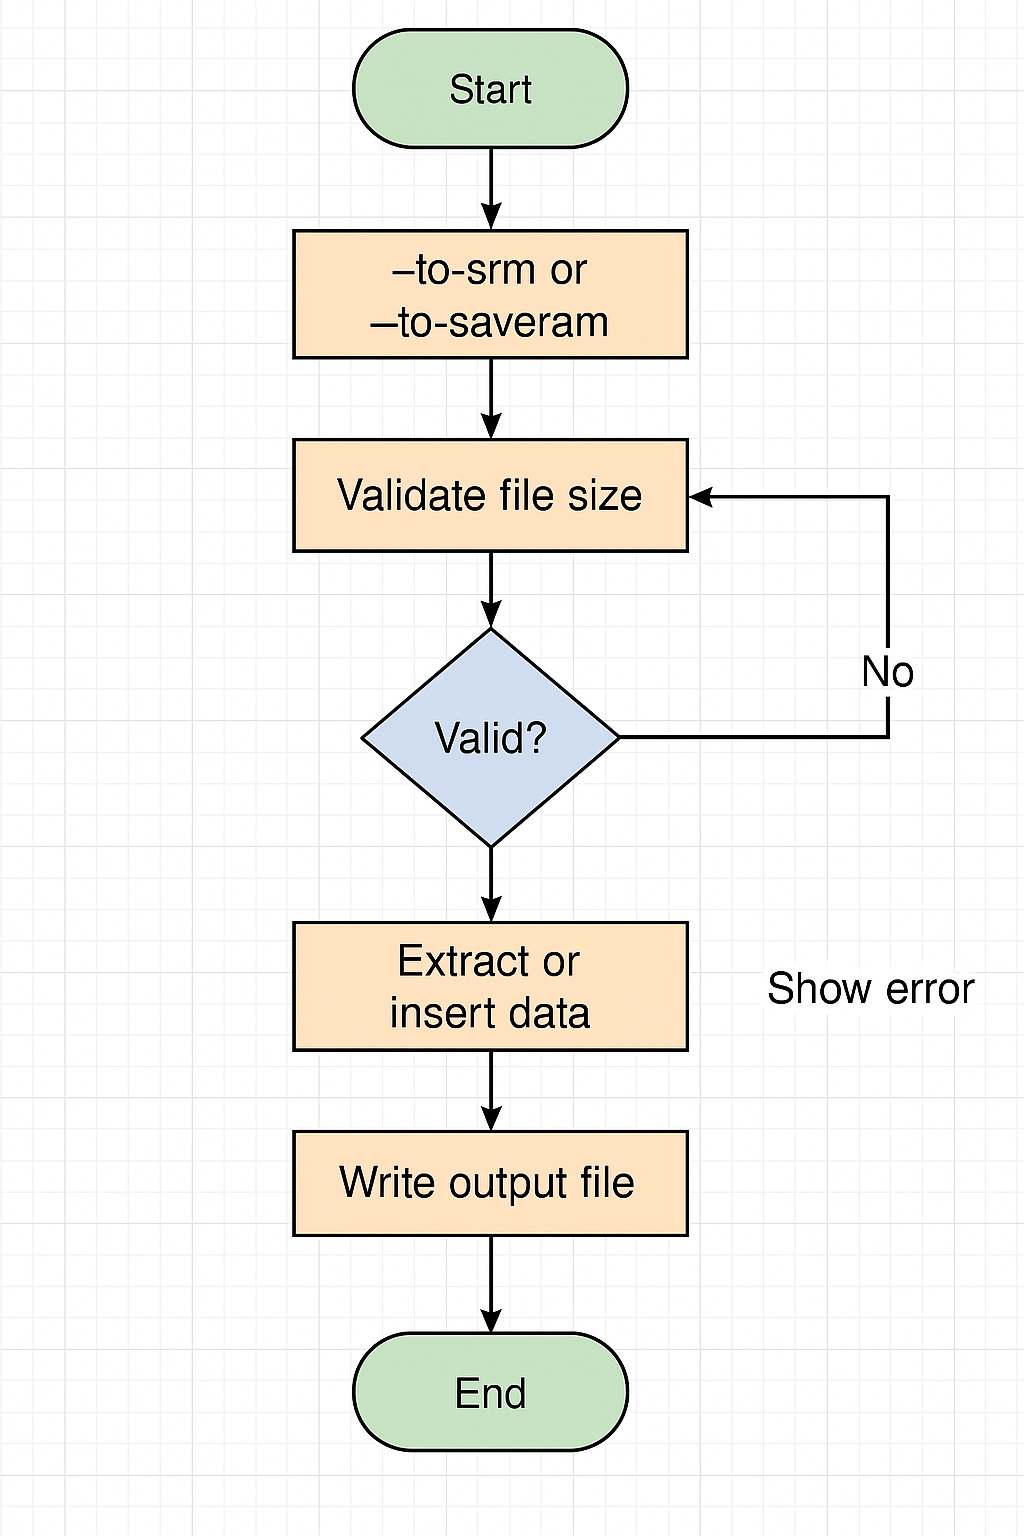 Start
–to-srm or
—to-saveram
Validate file size
No
Valid?
Extract or
insert data
Show error
Write output file
End